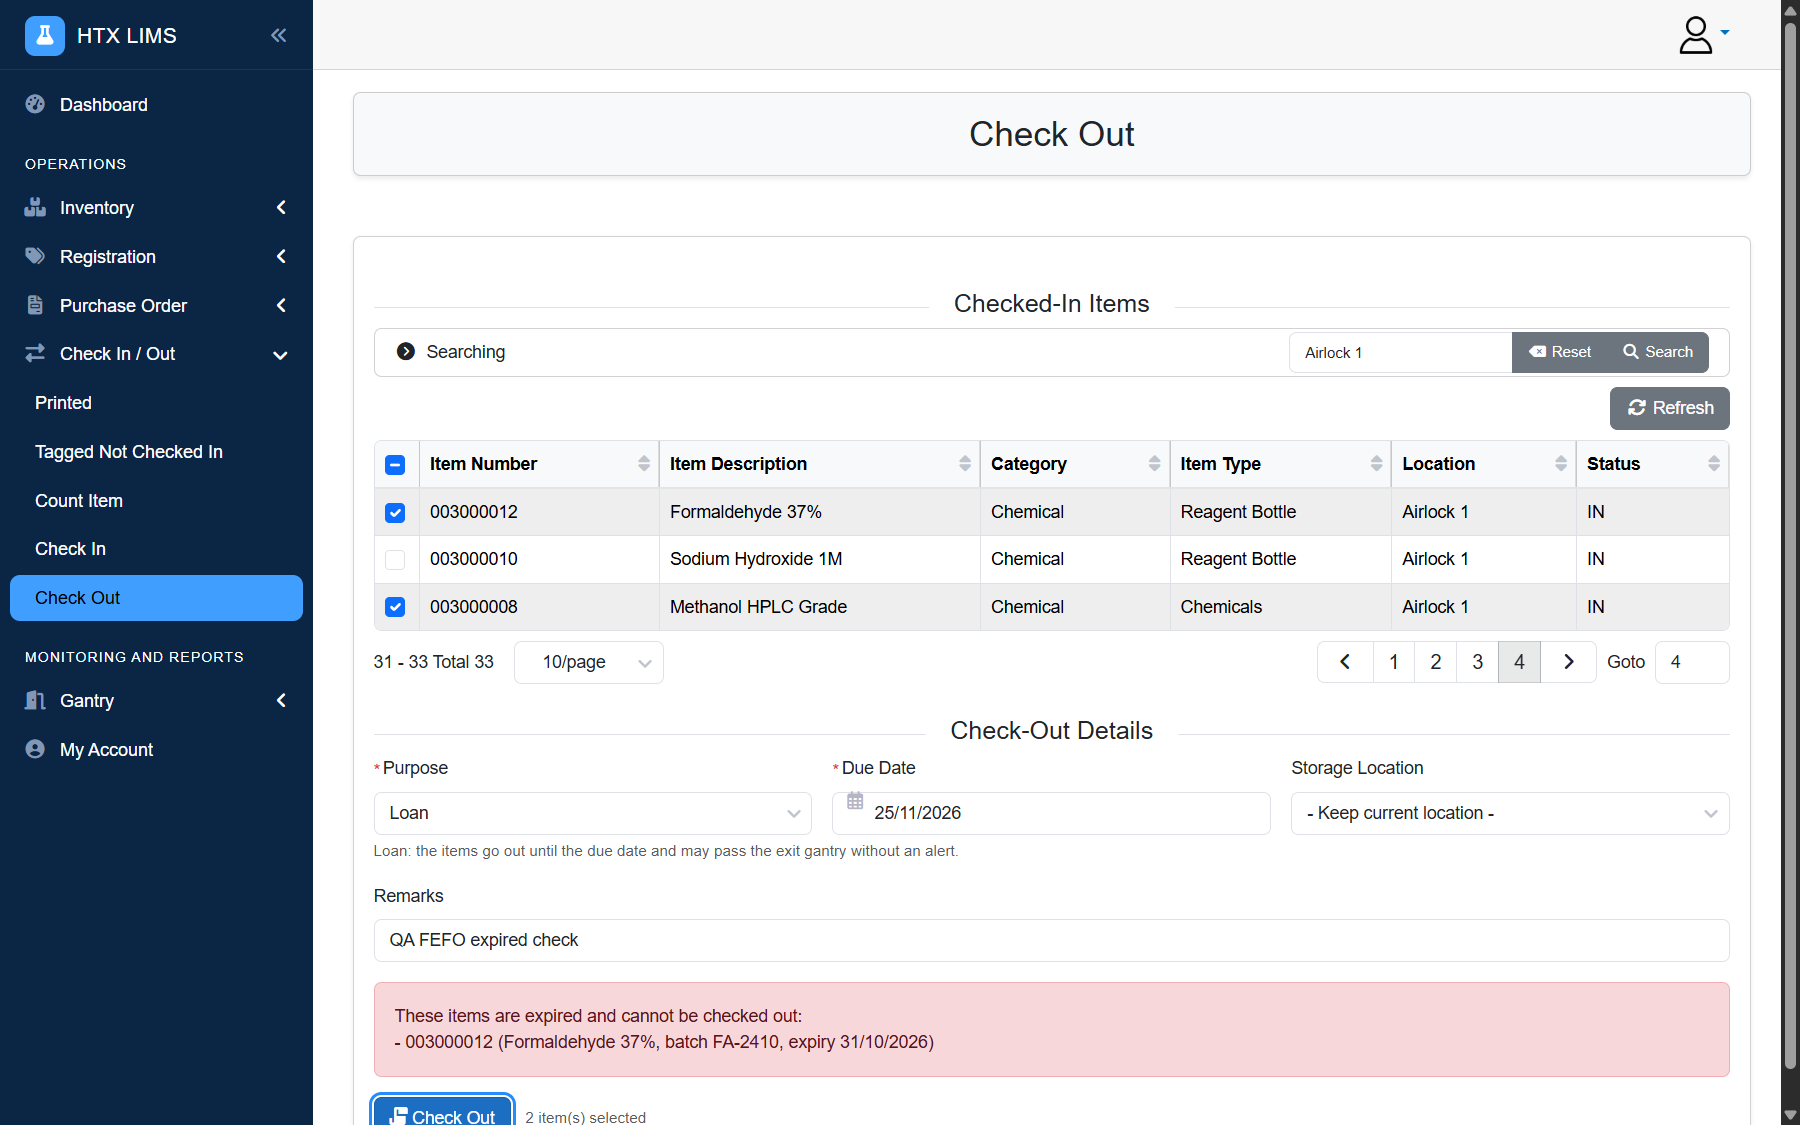 HTX LIMS
Dashboard
OPERATIONS
Inventory
Registration
Purchase Order
Check In / Out
Printed
Tagged Not Checked In
Count Item
Check In
Check Out
MONITORING AND REPORTS
Gantry
My Account
Check Out
Checked-In Items
Searching
Airlock 1
Reset
Search
Refresh
Item Number Item Description Category Item Type Location Status
003000012 Formaldehyde 37% Chemical Reagent Bottle Airlock 1 IN
003000010 Sodium Hydroxide 1M Chemical Reagent Bottle Airlock 1 IN
003000008 Methanol HPLC Grade Chemical Chemicals Airlock 1 IN
31 - 33 Total 33 10/page 1 2 3 4 Goto 4
Check-Out Details
*Purpose *Due Date Storage Location
Loan 25/11/2026 - Keep current location -
Loan: the items go out until the due date and may pass the exit gantry without an alert.
Remarks
QA FEFO expired check
These items are expired and cannot be checked out:
- 003000012 (Formaldehyde 37%, batch FA-2410, expiry 31/10/2026)
Check Out 2 item(s) selected